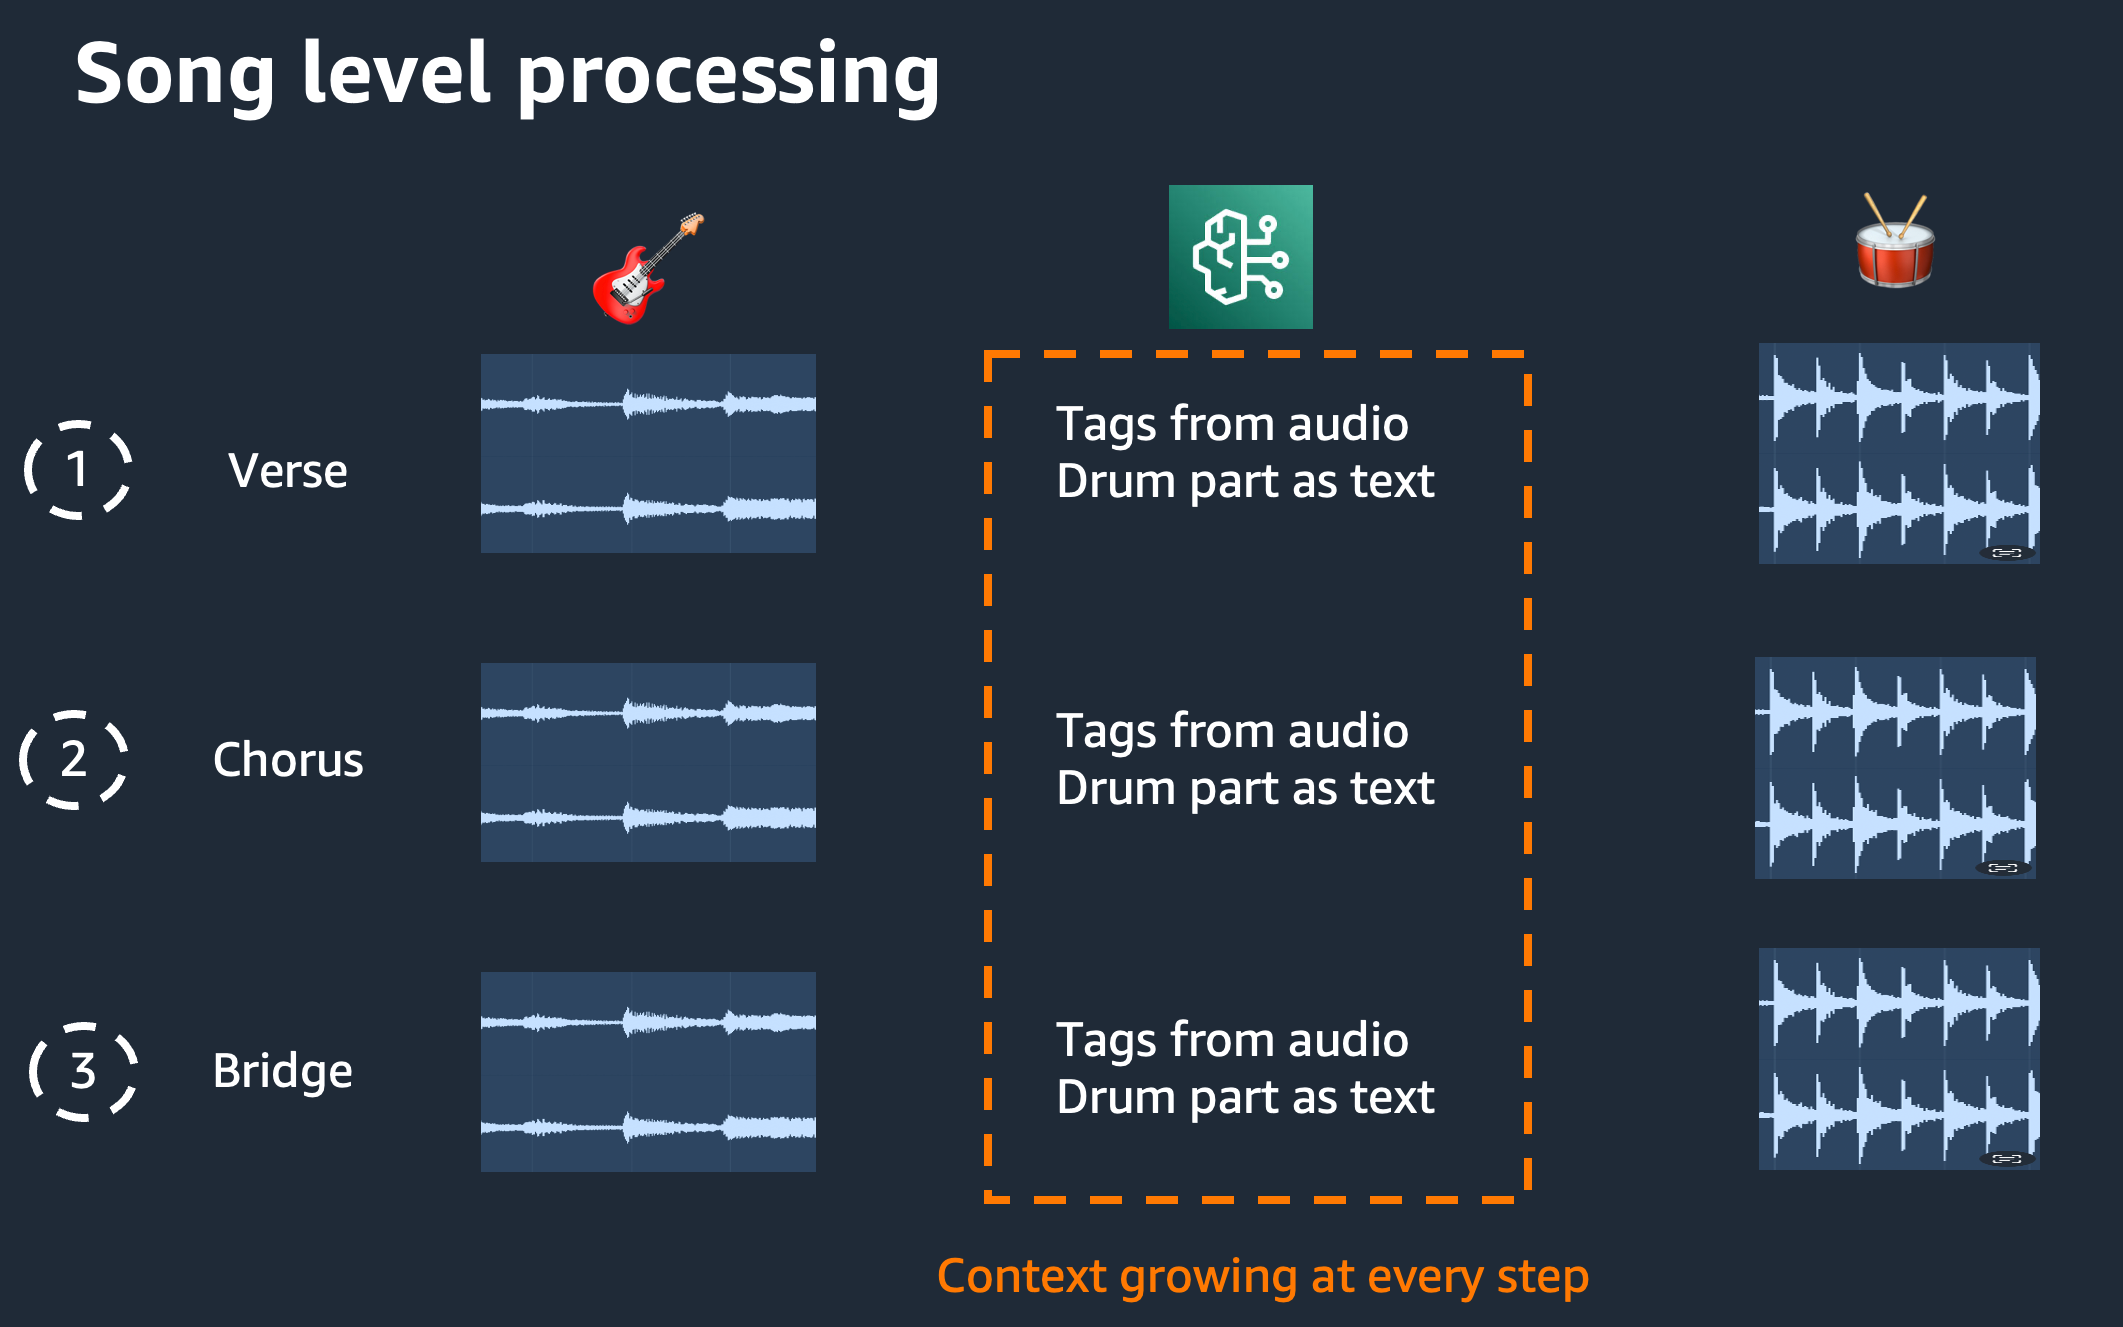 Song level processing
1
Verse
Tags from audio
Drum part as text
2
Chorus
Tags from audio
Drum part as text
3
Bridge
Tags from audio
Drum part as text
Context growing at every step